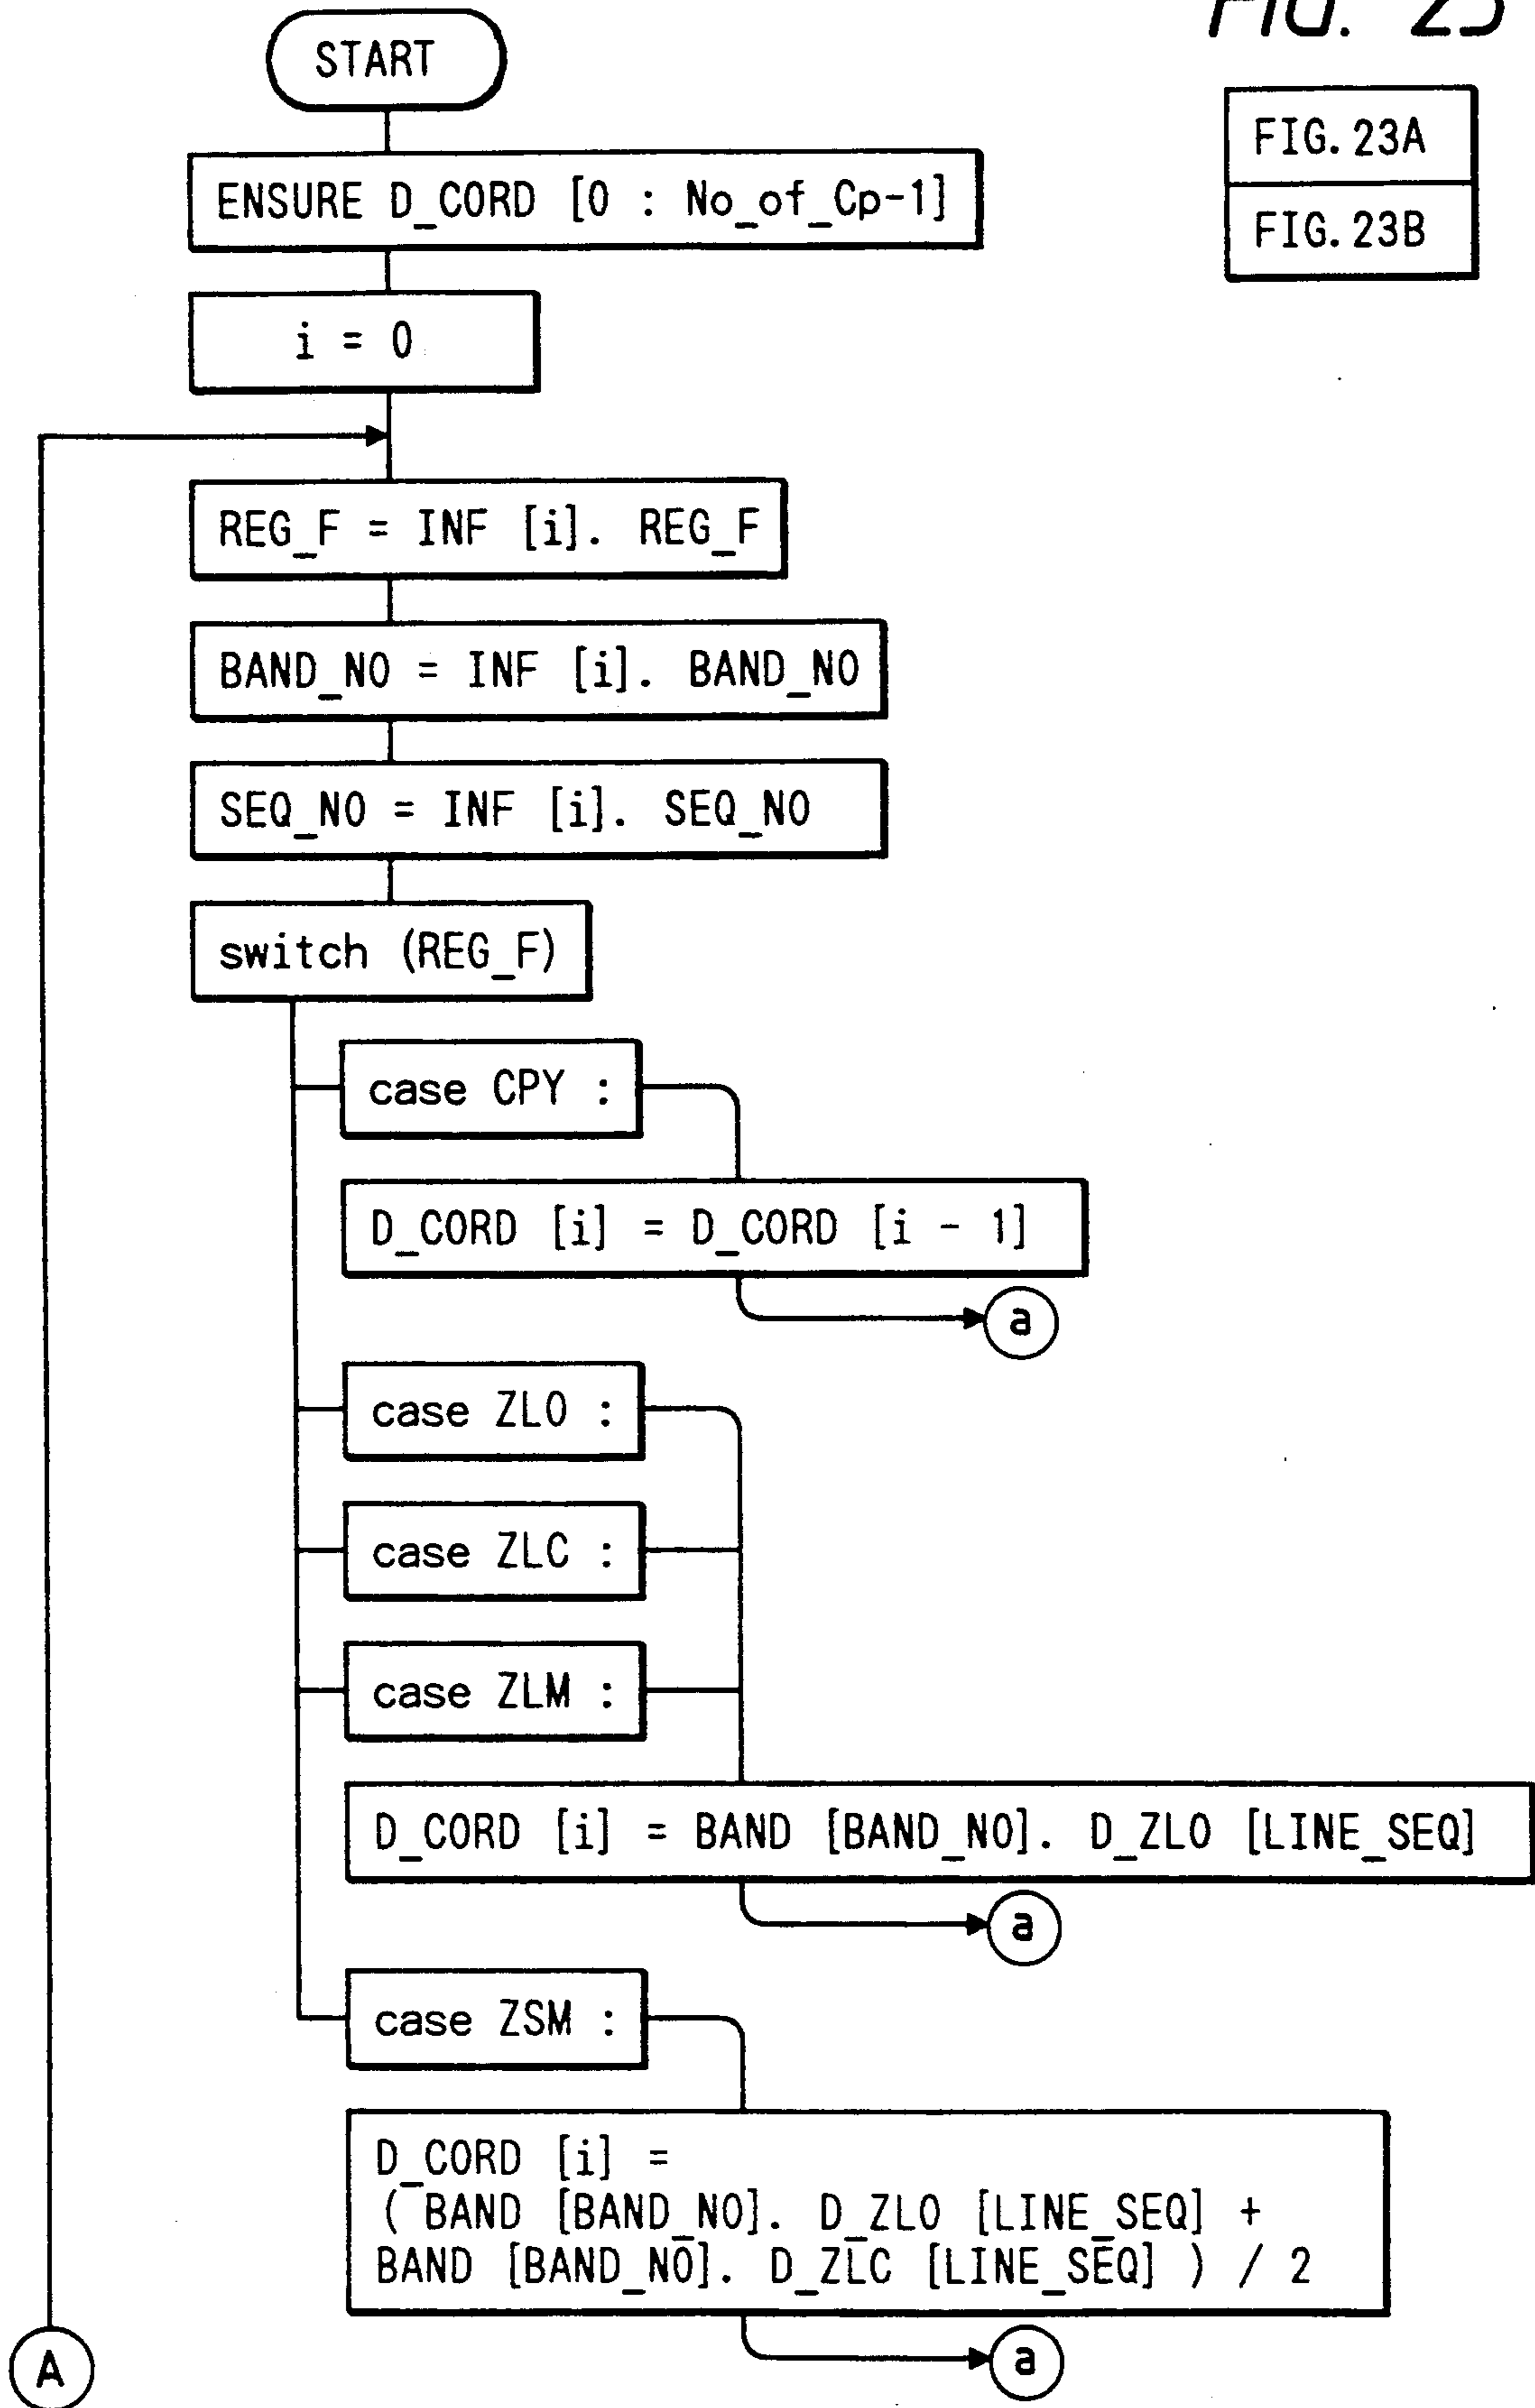 FIG. 23
FIG. 23A
FIG. 23B
START
ENSURE D_CORD [0 : No_of_Cp-1]
i = 0
REG_F = INF [i]. REG_F
BAND_NO = INF [i]. BAND_NO
SEQ_NO = INF [i]. SEQ_NO
switch (REG_F)
case CPY :
D_CORD [i] = D_CORD [i - 1]
a
case ZLO :
case ZLC :
case ZLM :
D_CORD [i] = BAND [BAND_NO]. D_ZLO [LINE_SEQ]
a
case ZSM :
D_CORD [i] =
( BAND [BAND_NO]. D_ZLO [LINE_SEQ] +
BAND [BAND_NO]. D_ZLC [LINE_SEQ] ) / 2
a
A